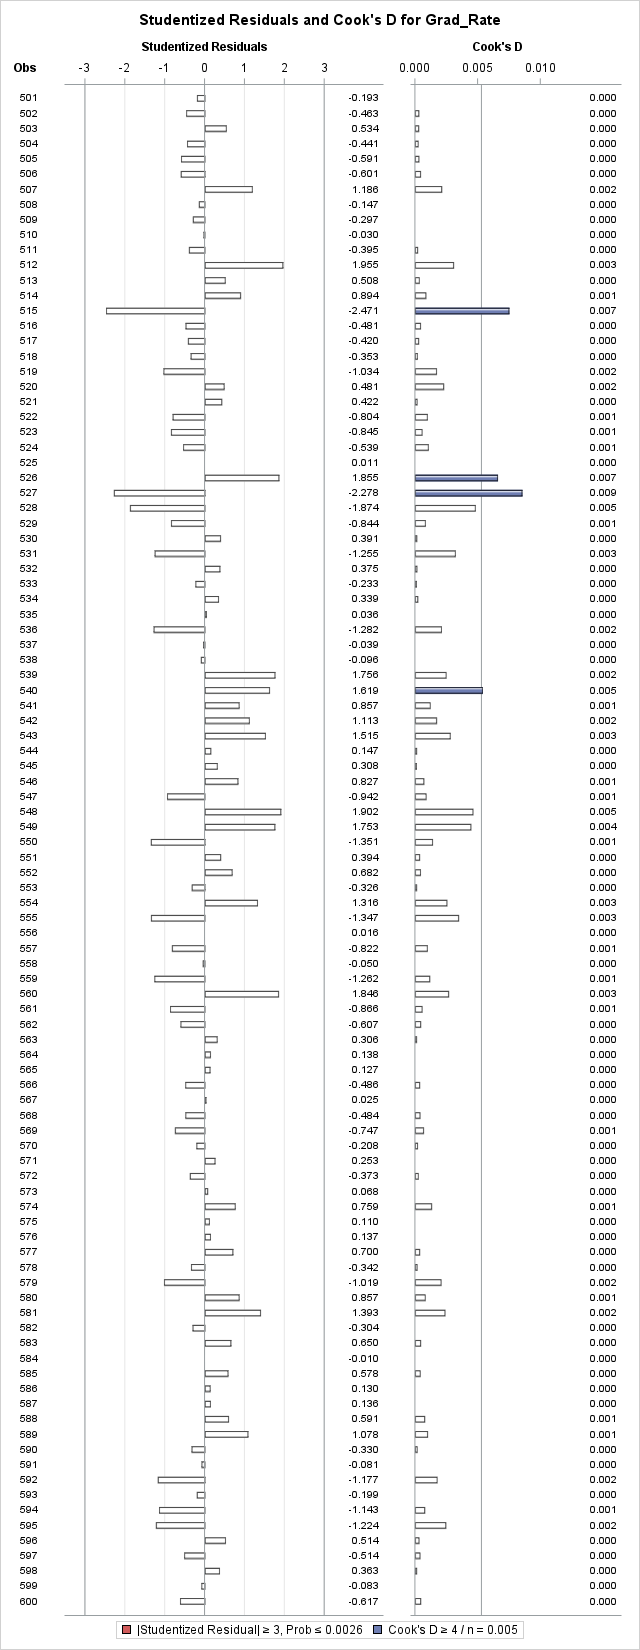 Studentized Residuals and Cook's D for Grad_Rate
Studentized Residuals Cook's D
Obs -3 -2 -1 0 1 2 3 0.000 0.005 0.010
501 -0.193 0.000
502 -0.463 0.000
503 0.534 0.000
504 -0.441 0.000
505 -0.591 0.000
506 -0.601 0.000
507 1.186 0.002
508 -0.147 0.000
509 -0.297 0.000
510 -0.030 0.000
511 -0.395 0.000
512 1.955 0.003
513 0.508 0.000
514 0.894 0.001
515 -2.471 0.007
516 -0.481 0.000
517 -0.420 0.000
518 -0.353 0.000
519 -1.034 0.002
520 0.481 0.002
521 0.422 0.000
522 -0.804 0.001
523 -0.845 0.001
524 -0.539 0.001
525 0.011 0.000
526 1.855 0.007
527 -2.278 0.009
528 -1.874 0.005
529 -0.844 0.001
530 0.391 0.000
531 -1.255 0.003
532 0.375 0.000
533 -0.233 0.000
534 0.339 0.000
535 0.036 0.000
536 -1.282 0.002
537 -0.039 0.000
538 -0.096 0.000
539 1.756 0.002
540 1.619 0.005
541 0.857 0.001
542 1.113 0.002
543 1.515 0.003
544 0.147 0.000
545 0.308 0.000
546 0.827 0.001
547 -0.942 0.001
548 1.902 0.005
549 1.753 0.004
550 -1.351 0.001
551 0.394 0.000
552 0.682 0.000
553 -0.326 0.000
554 1.316 0.003
555 -1.347 0.003
556 0.016 0.000
557 -0.822 0.001
558 -0.050 0.000
559 -1.262 0.001
560 1.846 0.003
561 -0.866 0.001
562 -0.607 0.000
563 0.306 0.000
564 0.138 0.000
565 0.127 0.000
566 -0.486 0.000
567 0.025 0.000
568 -0.484 0.000
569 -0.747 0.001
570 -0.208 0.000
571 0.253 0.000
572 -0.373 0.000
573 0.068 0.000
574 0.759 0.001
575 0.110 0.000
576 0.137 0.000
577 0.700 0.000
578 -0.342 0.000
579 -1.019 0.002
580 0.857 0.001
581 1.393 0.002
582 -0.304 0.000
583 0.650 0.000
584 -0.010 0.000
585 0.578 0.000
586 0.130 0.000
587 0.136 0.000
588 0.591 0.001
589 1.078 0.001
590 -0.330 0.000
591 -0.081 0.000
592 -1.177 0.002
593 -0.199 0.000
594 -1.143 0.001
595 -1.224 0.002
596 0.514 0.000
597 -0.514 0.000
598 0.363 0.000
599 -0.083 0.000
600 -0.617 0.000
|Studentized Residual| ≥ 3, Prob ≤ 0.0026 Cook's D ≥ 4 / n = 0.005